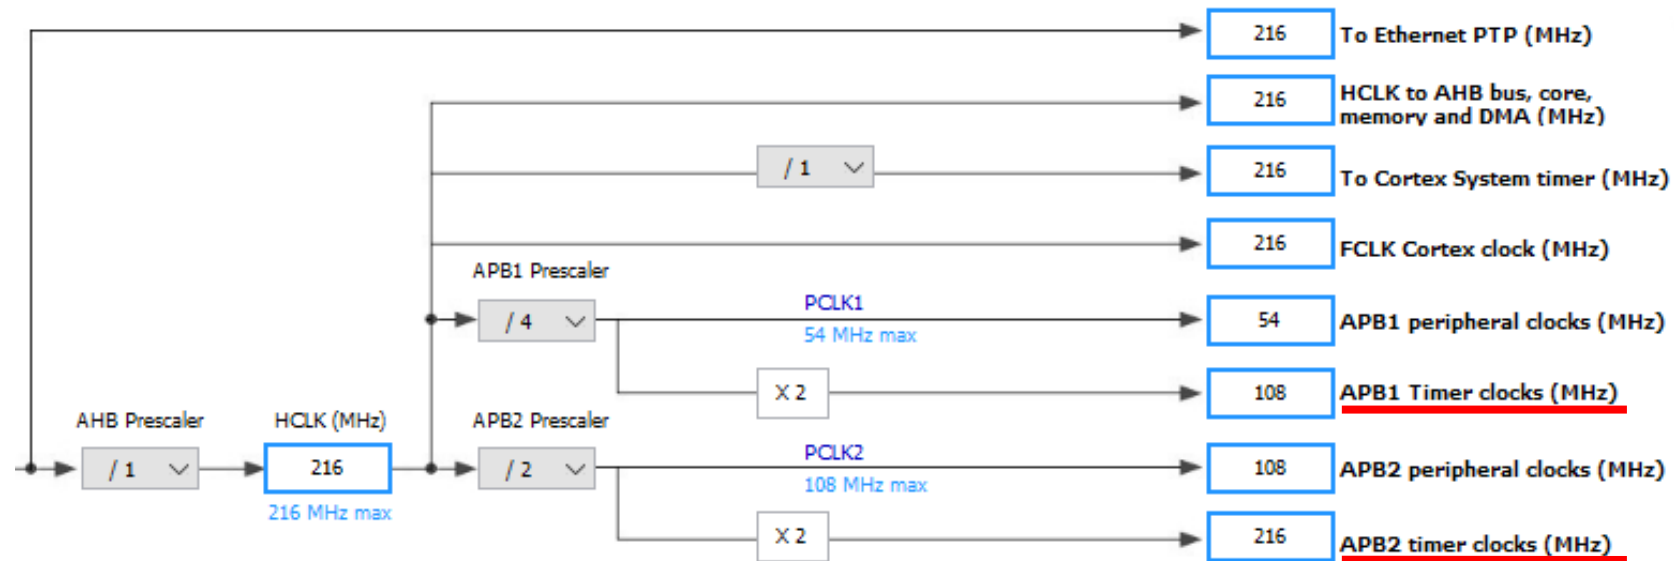 216
To Ethernet PTP (MHz)
216
HCLK to AHB bus, core,
memory and DMA (MHz)
/ 1
216
To Cortex System timer (MHz)
216
FCLK Cortex clock (MHz)
APB1 Prescaler
/ 4
PCLK1
54 MHz max
54
APB1 peripheral clocks (MHz)
X 2
108
APB1 Timer clocks (MHz)
AHB Prescaler
HCLK (MHz)
APB2 Prescaler
/ 1
216
216 MHz max
/ 2
PCLK2
108 MHz max
108
APB2 peripheral clocks (MHz)
X 2
216
APB2 timer clocks (MHz)